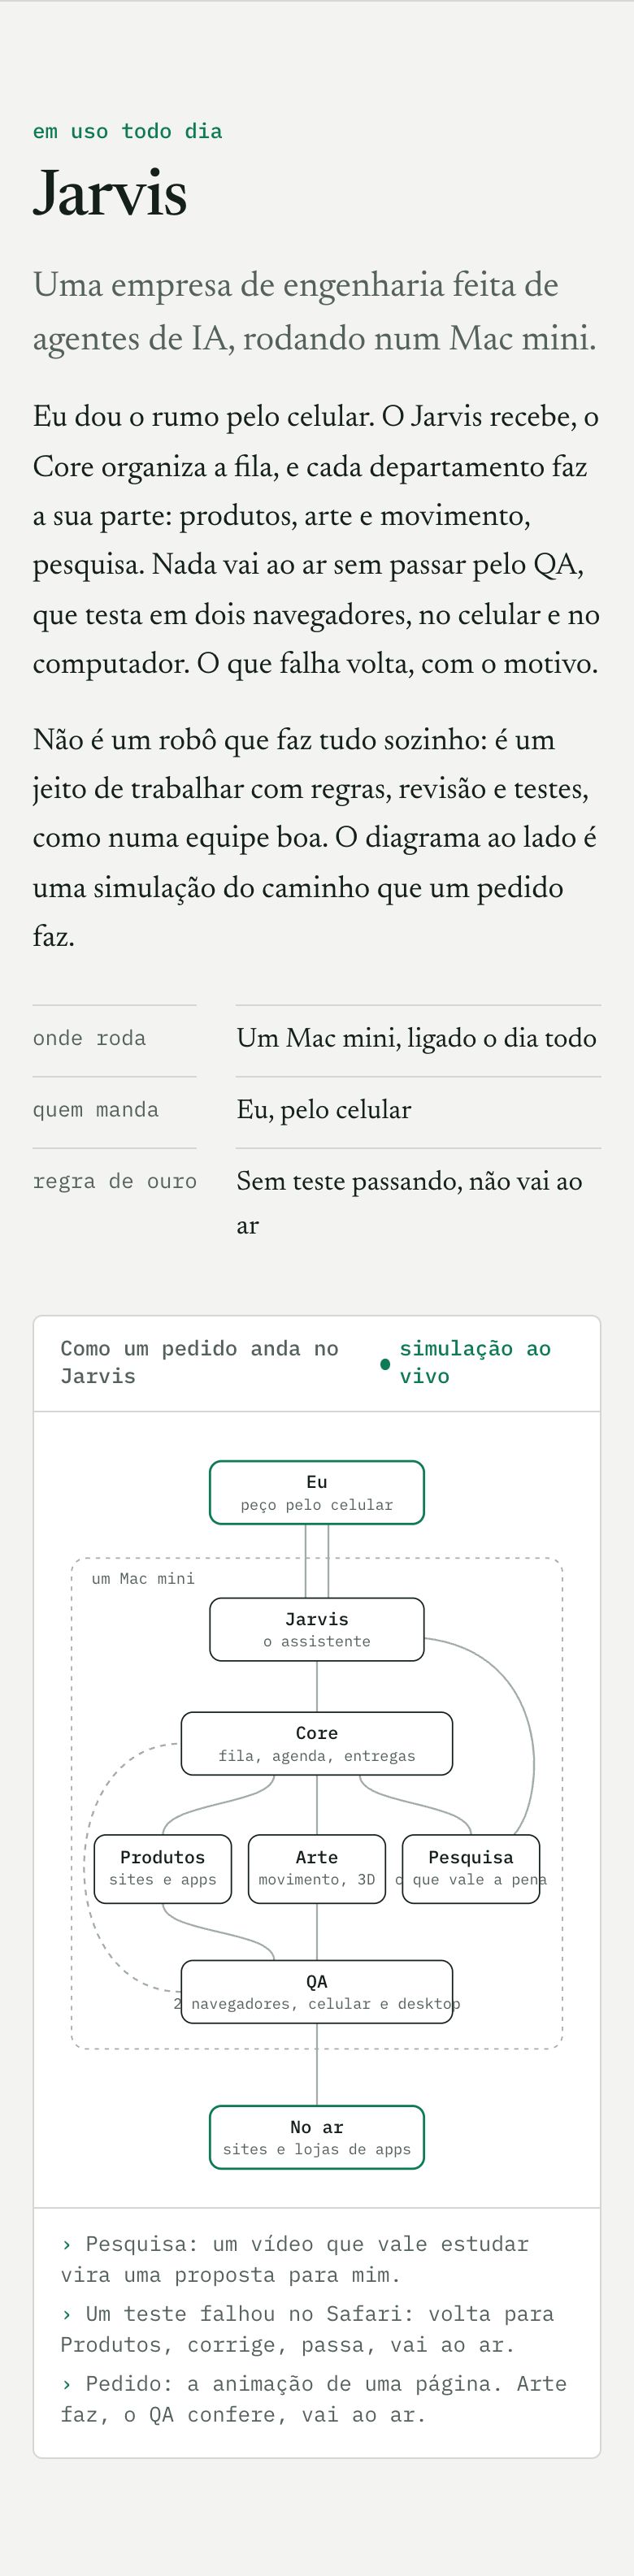 em uso todo dia
Jarvis
Uma empresa de engenharia feita de
agentes de IA, rodando num Mac mini.
Eu dou o rumo pelo celular. O Jarvis recebe, o
Core organiza a fila, e cada departamento faz
a sua parte: produtos, arte e movimento,
pesquisa. Nada vai ao ar sem passar pelo QA,
que testa em dois navegadores, no celular e no
computador. O que falha volta, com o motivo.
Não é um robô que faz tudo sozinho: é um
jeito de trabalhar com regras, revisão e testes,
como numa equipe boa. O diagrama ao lado é
uma simulação do caminho que um pedido
faz.
onde roda
Um Mac mini, ligado o dia todo
quem manda
Eu, pelo celular
regra de ouro
Sem teste passando, não vai ao
ar
Como um pedido anda no
Jarvis
simulação ao
vivo
Eu
peço pelo celular
um Mac mini
Jarvis
o assistente
Core
fila, agenda, entregas
Produtos
sites e apps
Arte
movimento, 3D
Pesquisa
o que vale a pena
QA
2 navegadores, celular e desktop
No ar
sites e lojas de apps
› Pesquisa: um vídeo que vale estudar
vira uma proposta para mim.
› Um teste falhou no Safari: volta para
Produtos, corrige, passa, vai ao ar.
› Pedido: a animação de uma página. Arte
faz, o QA confere, vai ao ar.